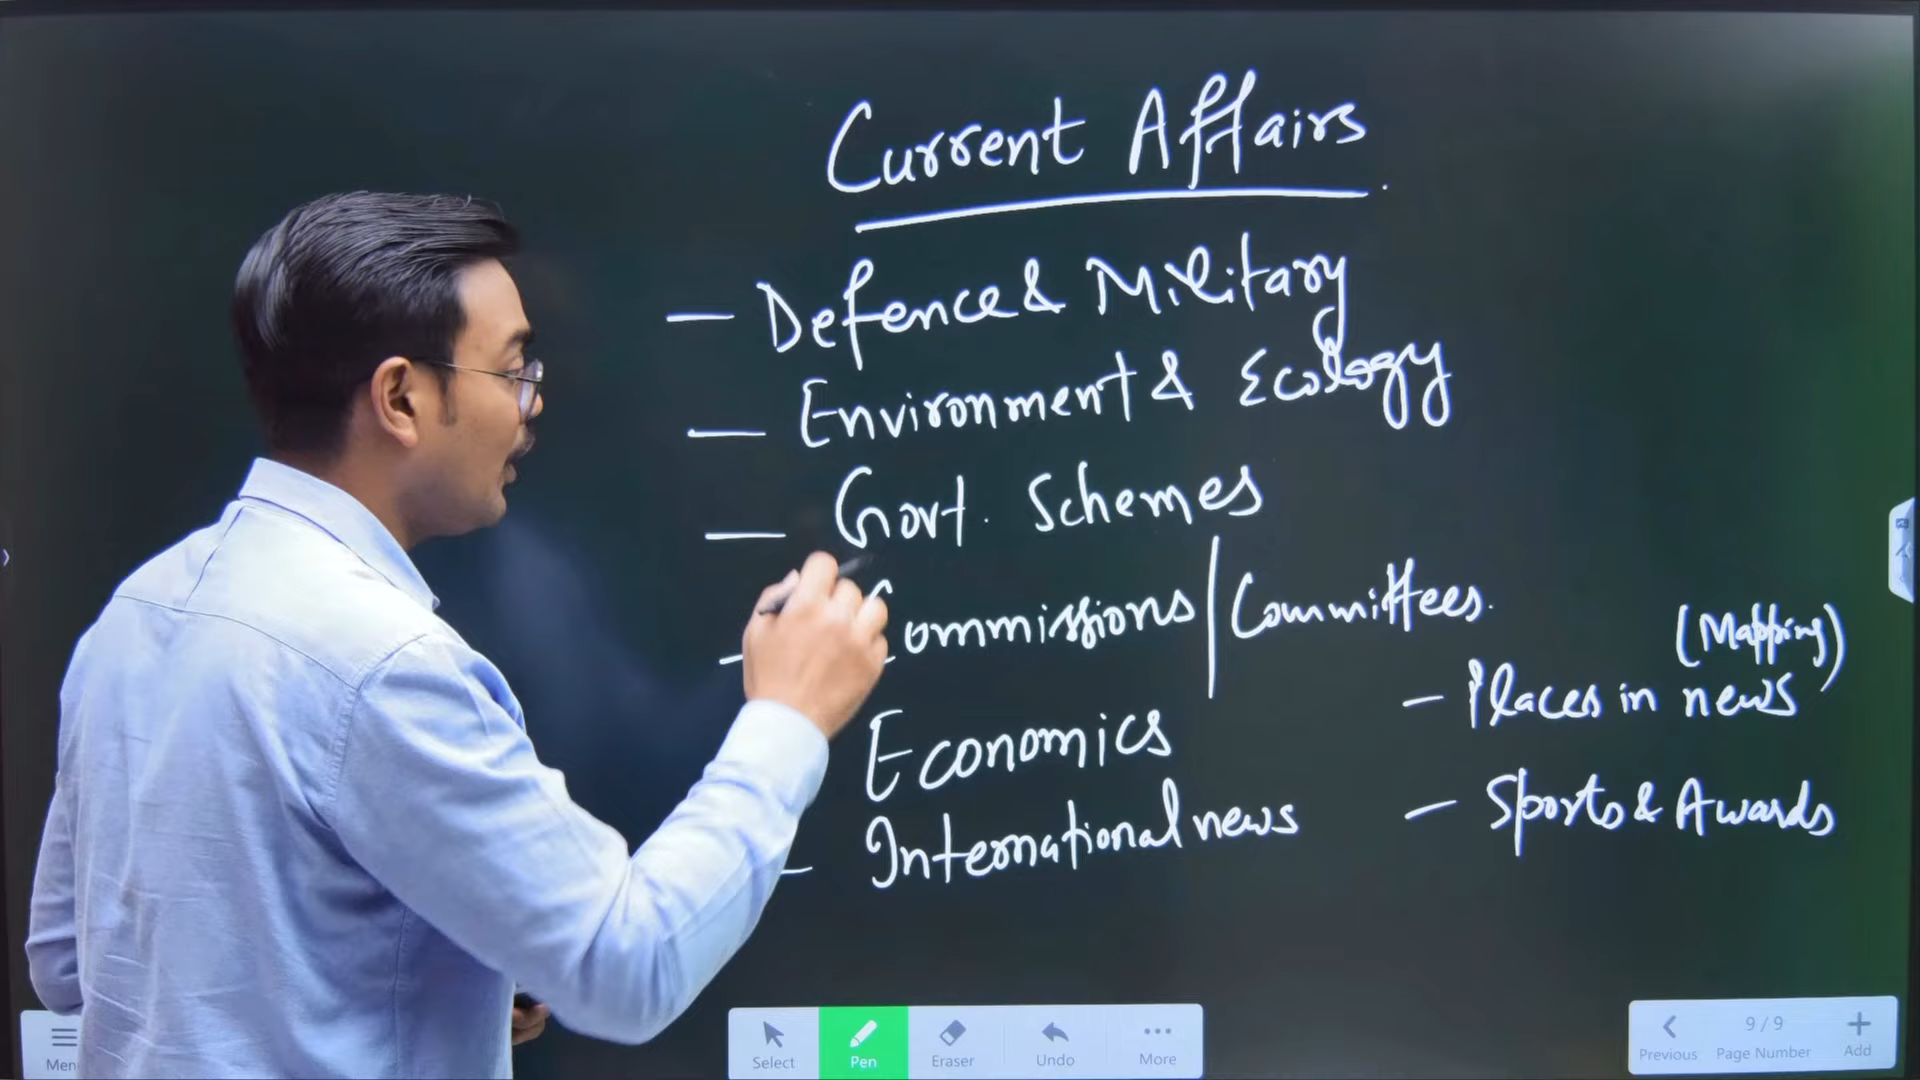 Current Affairs
— Defence & Military
— Environment & Ecology
— Govt. Schemes
— Commissions | Committees.
Economics
- International news
(Mapping)
- Places in news
- Sports & Awards
Menu
Select
Pen
Eraser
Undo
More
Previous
9/9
Page Number
Add